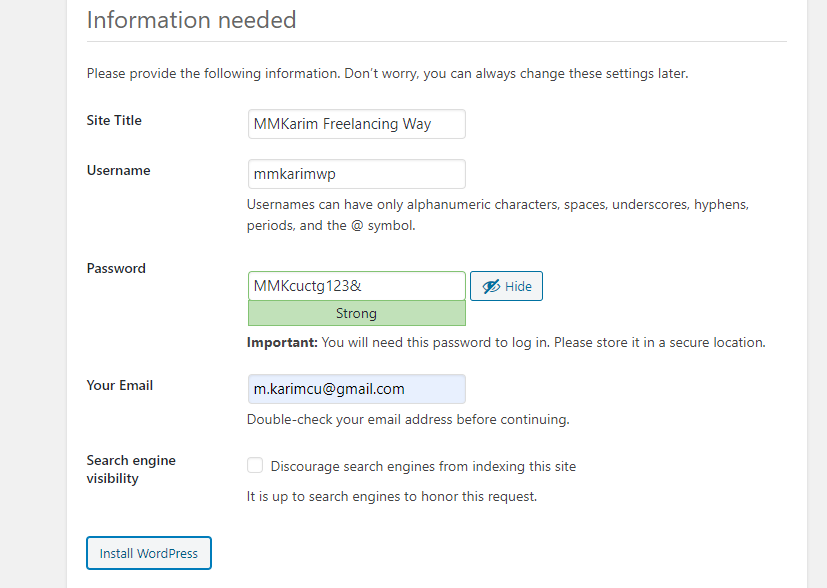 Information needed
Please provide the following information. Don’t worry, you can always change these settings later.
Site Title
MMKarim Freelancing Way
Username
mmkarimwp
Usernames can have only alphanumeric characters, spaces, underscores, hyphens,
periods, and the @ symbol.
Password
MMKcuctg123&
Hide
Strong
Important: You will need this password to log in. Please store it in a secure location.
Your Email
m.karimcu@gmail.com
Double-check your email address before continuing.
Search engine
visibility
Discourage search engines from indexing this site
It is up to search engines to honor this request.
Install WordPress